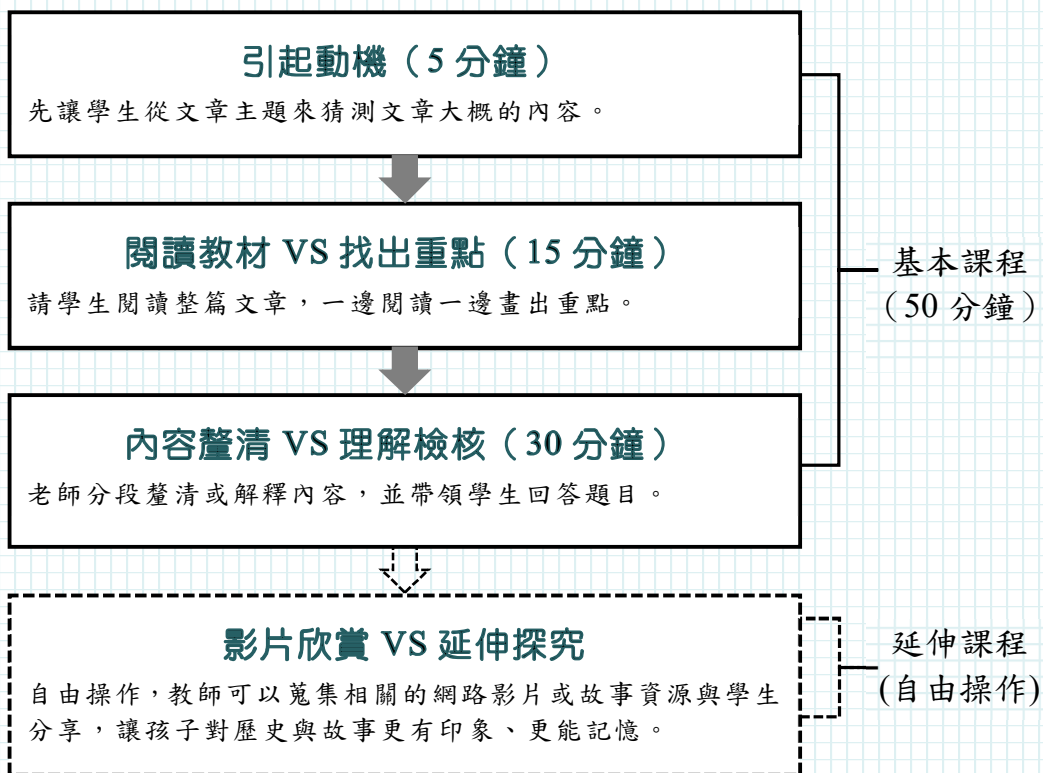 引起動機（5 分鐘）
先讓學生從文章主題來猜測文章大概的內容。
閱讀教材 VS 找出重點（15 分鐘）
請學生閱讀整篇文章，一邊閱讀一邊畫出重點。
基本課程
（50 分鐘）
內容釐清 VS 理解檢核（30 分鐘）
老師分段釐清或解釋內容，並帶領學生回答題目。
影片欣賞 VS 延伸探究
自由操作，教師可以蒐集相關的網路影片或故事資源與學生
分享，讓孩子對歷史與故事更有印象、更能記憶。
延伸課程
(自由操作)